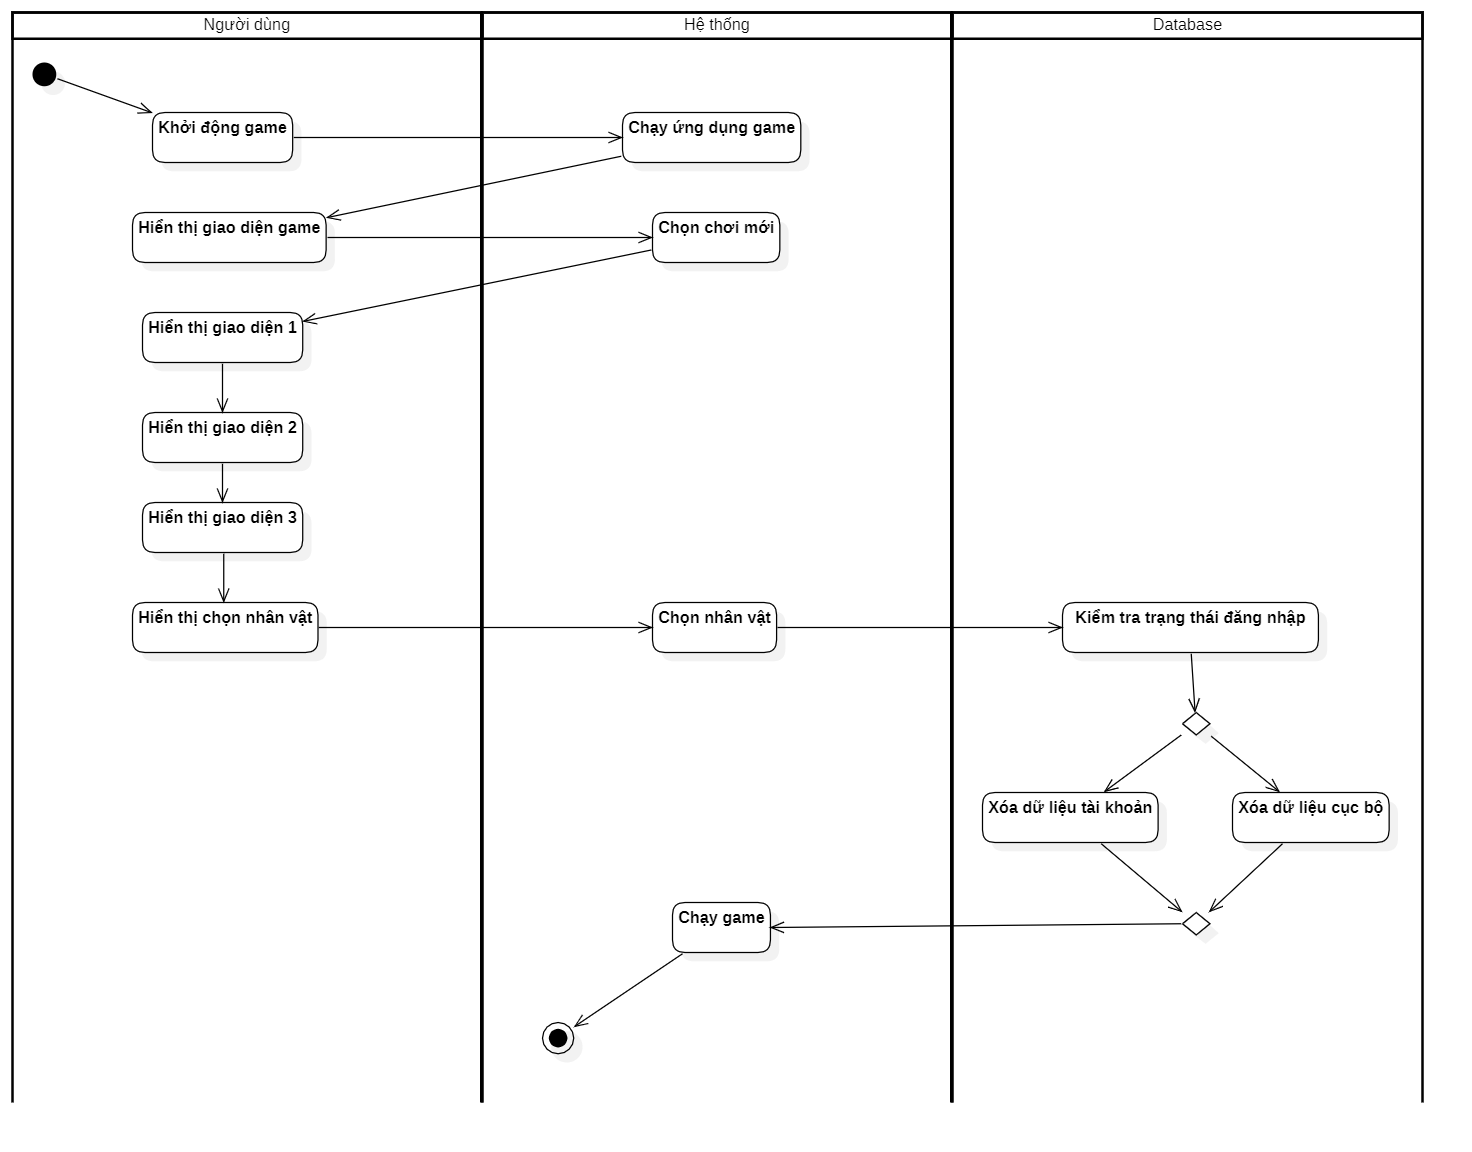 Người dùng
Hệ thống
Database
Khởi động game
Chạy ứng dụng game
Hiển thị giao diện game
Chọn chơi mới
Hiển thị giao diện 1
Hiển thị giao diện 2
Hiển thị giao diện 3
Hiển thị chọn nhân vật
Chọn nhân vật
Kiểm tra trạng thái đăng nhập
Xóa dữ liệu tài khoản
Xóa dữ liệu cục bộ
Chạy game